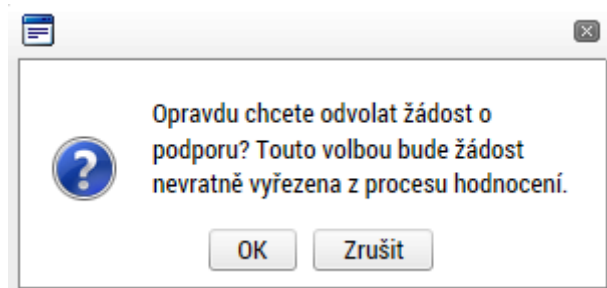 Opravdu chcete odvolat žádost o
podporu? Touto volbou bude žádost
nevratně vyřezena z procesu hodnocení.
OK
Zrušit